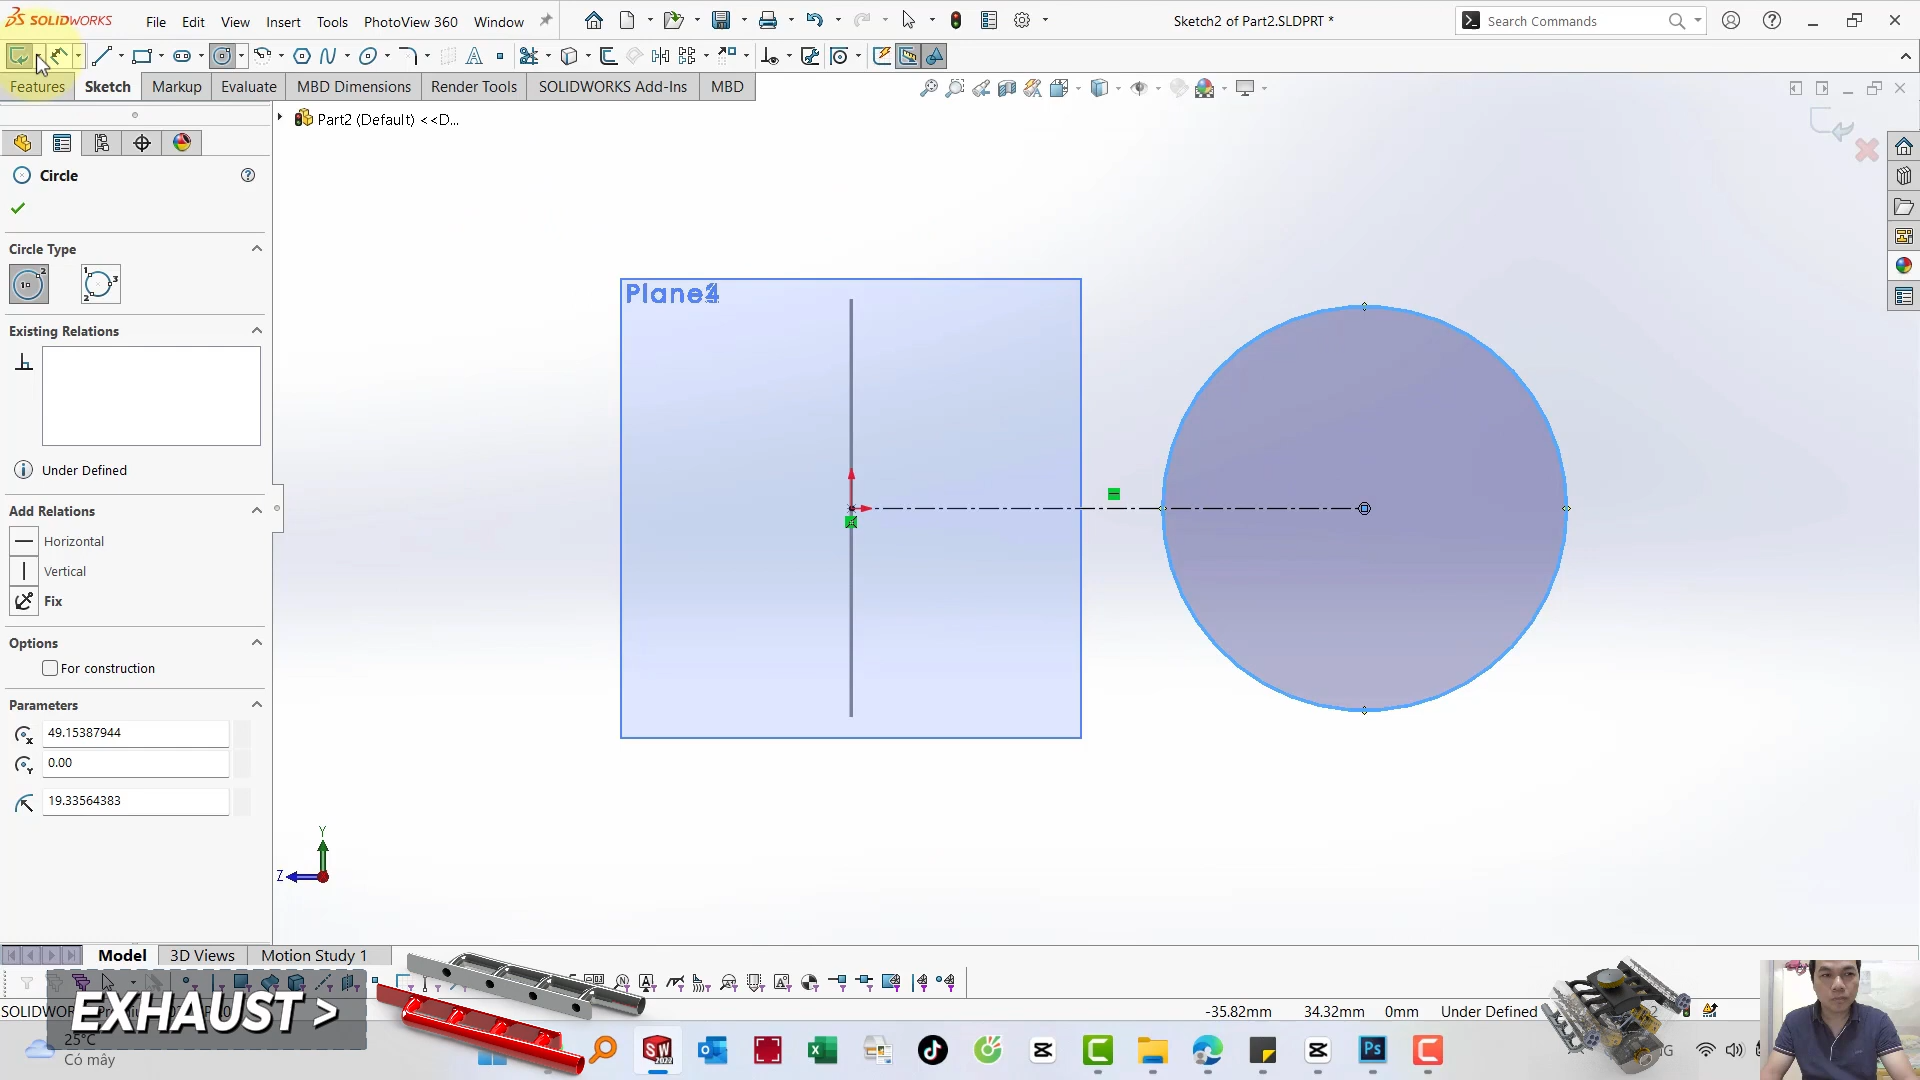 SOLIDWORKS
File
Edit
View
Insert
Tools
PhotoView 360
Window
Sketch2 of Part2.SLDPRT *
Search Commands
Features
Sketch
Markup
Evaluate
MBD Dimensions
Render Tools
SOLIDWORKS Add-Ins
MBD
Part2 (Default) <<D...
Circle
Circle Type
Existing Relations
Under Defined
Add Relations
Horizontal
Vertical
Fix
Options
For construction
Parameters
49.15387944
0.00
19.33564383
Y
Z
Model
3D Views
Motion Study 1
EXHAUST >
-35.82mm
34.32mm
0mm
Under Defined
25°C
Có mây